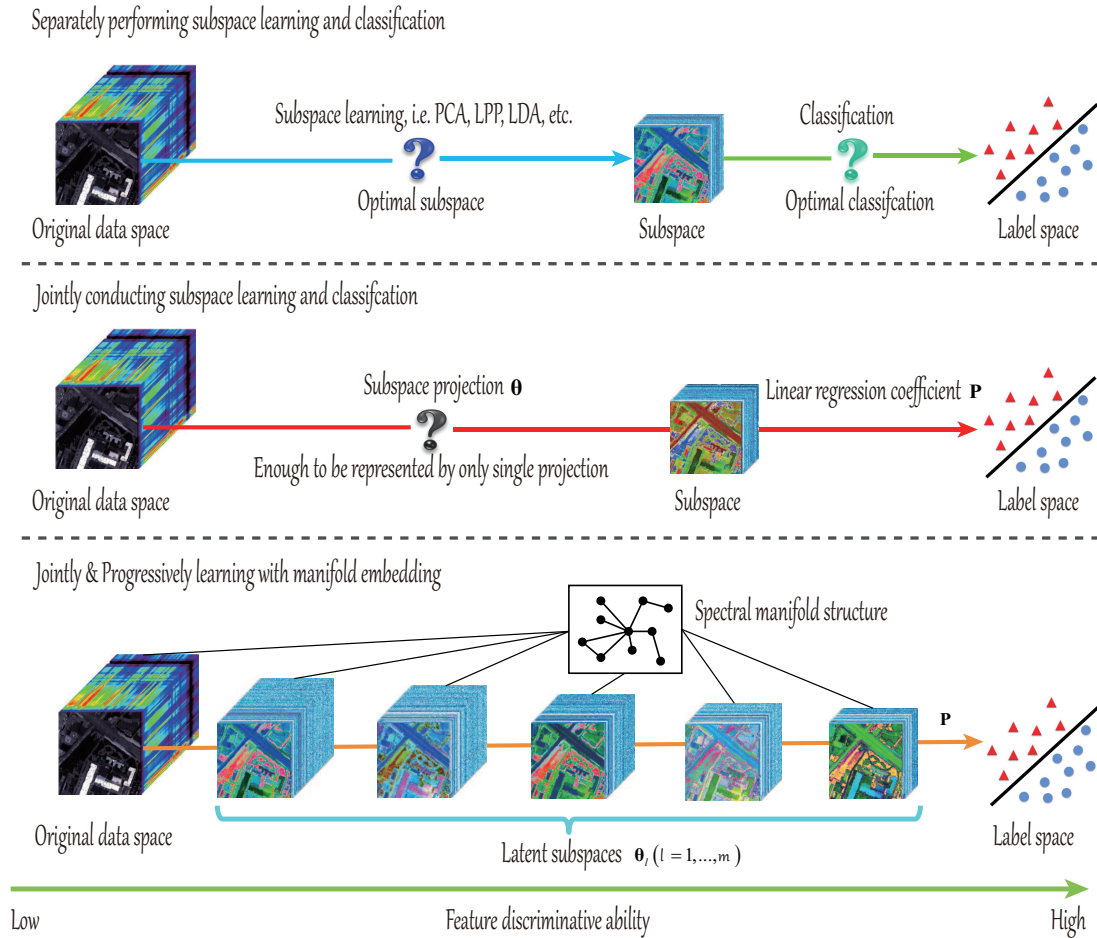 Separately performing subspace learning and classification
Subspace learning, i.e. PCA, LPP, LDA, etc.
Classification
?
?
Optimal subspace
Optimal classifcation
Original data space
Subspace
Label space
Jointly conducting subspace learning and classifcation
Subspace projection θ
Linear regression coefficient P
?
Enough to be represented by only single projection
Original data space
Subspace
Label space
Jointly & Progressively learning with manifold embedding
Spectral manifold structure
P
Original data space
Label space
Latent subspaces θl (l = 1,...,m)
Low
Feature discriminative ability
High